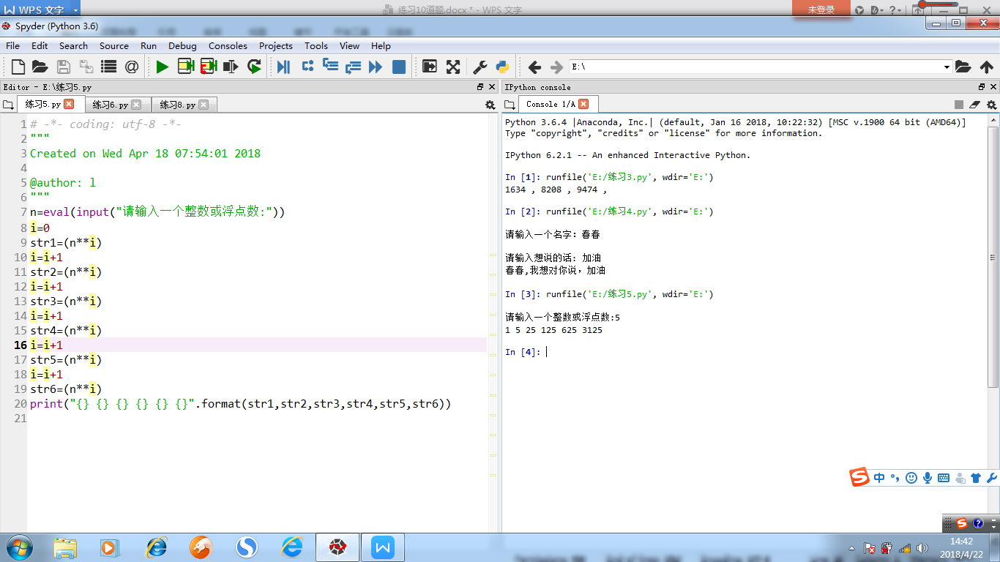 WPS 文字
练习10道题.docx * - WPS 文字
未登录
Spyder (Python 3.6)
File Edit Search Source Run Debug Consoles Projects Tools View Help
E:\
Editor - E:\练习5.py
IPython console
练习5.py
练习6.py
练习8.py
Console 1/A
1 # -*- coding: utf-8 -*-
2 """
3 Created on Wed Apr 18 07:54:01 2018
4
5 @author: l
6 """
7 n=eval(input("请输入一个整数或浮点数:"))
8 i=0
9 str1=(n**i)
10 i=i+1
11 str2=(n**i)
12 i=i+1
13 str3=(n**i)
14 i=i+1
15 str4=(n**i)
16 i=i+1
17 str5=(n**i)
18 i=i+1
19 str6=(n**i)
20 print("{} {} {} {} {} {}".format(str1,str2,str3,str4,str5,str6))
21
Python 3.6.4 |Anaconda, Inc.| (default, Jan 16 2018, 10:22:32) [MSC v.1900 64 bit (AMD64)]
Type "copyright", "credits" or "license" for more information.
IPython 6.2.1 -- An enhanced Interactive Python.
In [1]: runfile('E:/练习3.py', wdir='E:')
1634 , 8208 , 9474 ,
In [2]: runfile('E:/练习4.py', wdir='E:')
请输入一个名字: 春春
请输入想说的话: 加油
春春,我想对你说，加油
In [3]: runfile('E:/练习5.py', wdir='E:')
请输入一个整数或浮点数:5
1 5 25 125 625 3125
In [4]:
中
14:42
2018/4/22